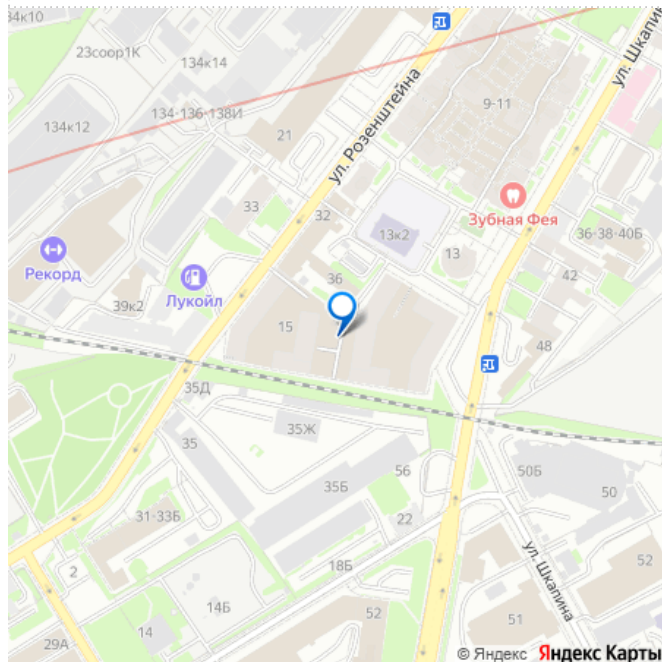 134к10
23соор1К
134к14
ул. Шкапина
9-11
134к12
134-136-138И
21
ул. Розенштейна
Зубная Фея
33
32
13к2
36-38-40Б
13
Рекорд
36
42
Лукойл
39к2
15
48
35Д
35Ж
35
56
50Б
35Б
50
31-33Б
22
18Б
ул. Шкапина
2
52
14Б
14
52
51
29А
© Яндекс Яндекс Карты